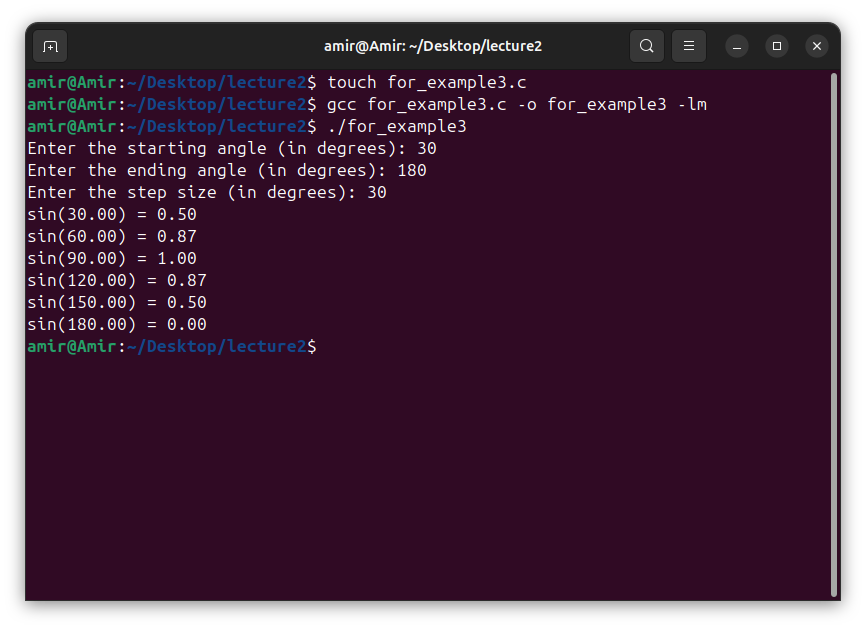 amir@Amir: ~/Desktop/lecture2
amir@Amir:~/Desktop/lecture2$ touch for_example3.c
amir@Amir:~/Desktop/lecture2$ gcc for_example3.c -o for_example3 -lm
amir@Amir:~/Desktop/lecture2$ ./for_example3
Enter the starting angle (in degrees): 30
Enter the ending angle (in degrees): 180
Enter the step size (in degrees): 30
sin(30.00) = 0.50
sin(60.00) = 0.87
sin(90.00) = 1.00
sin(120.00) = 0.87
sin(150.00) = 0.50
sin(180.00) = 0.00
amir@Amir:~/Desktop/lecture2$